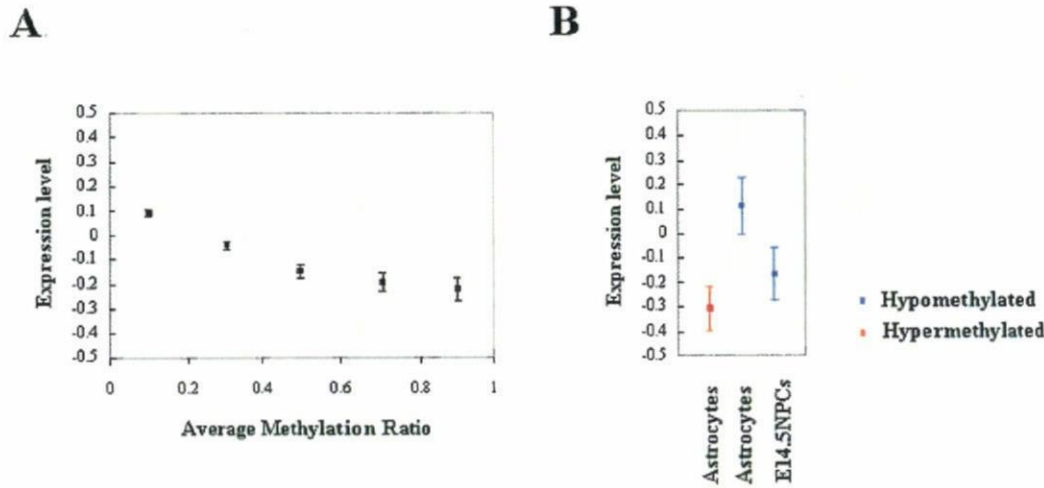 A
B
Expression level
0.5
0.4
0.3
0.2
0.1
0
-0.1
-0.2
-0.3
-0.4
-0.5
0
0.2
0.4
0.6
0.8
1
Average Methylation Ratio
Expression level
0.5
0.4
0.3
0.2
0.1
0
-0.1
-0.2
-0.3
-0.4
-0.5
Astrocytes
Astrocytes
E14.5NPCs
Hypomethylated
Hypermethylated